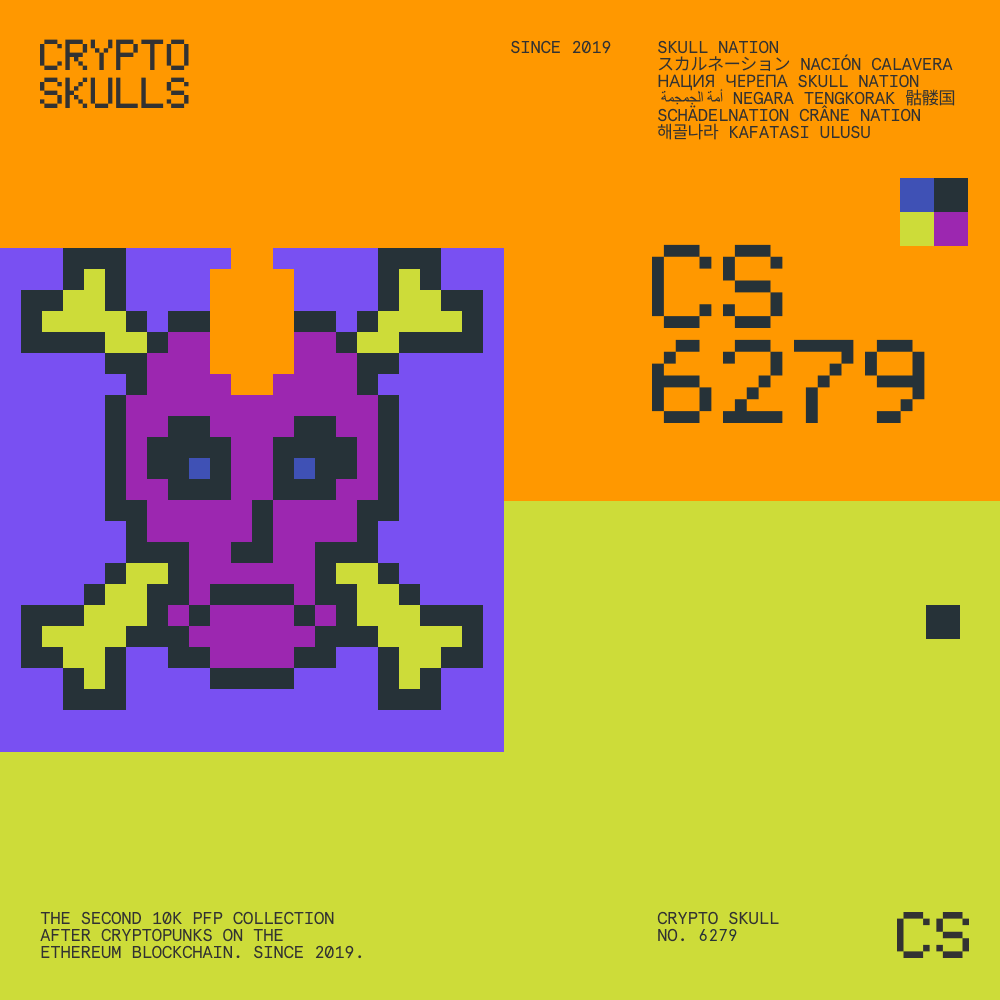 CRYPTO
SKULLS
SINCE 2019
SKULL NATION
スカルネーション NACIÓN CALAVERA
НАЦИЯ ЧЕРЕПА SKULL NATION
أمة الجمجمة NEGARA TENGKORAK 骷髅国
SCHÄDELNATION CRÂNE NATION
해골나라 KAFATASI ULUSU
CS
6279
THE SECOND 10K PFP COLLECTION
AFTER CRYPTOPUNKS ON THE
ETHEREUM BLOCKCHAIN. SINCE 2019.
CRYPTO SKULL
NO. 6279
CS